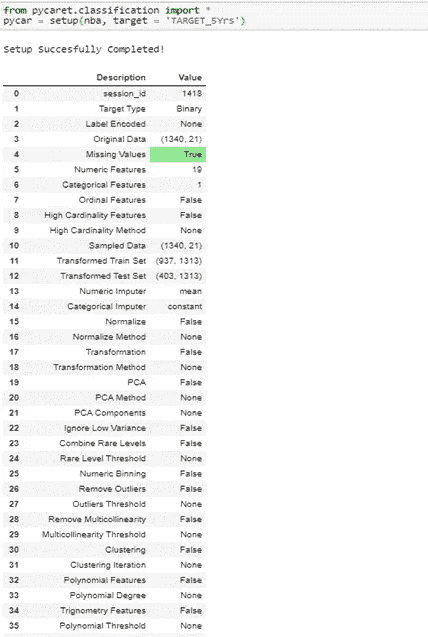 from pycaret.classification import *
pycar = setup(nba, target = 'TARGET_5Yrs')
Setup Succesfully Completed!
Description Value
0 session_id 1413
1 Target Type Binary
2 Label Encoded None
3 Original Data (1340, 21)
4 Missing Values True
5 Numeric Features 19
6 Categorical Features 1
7 Ordinal Features False
8 High Cardinality Features False
9 High Cardinality Method None
10 Sampled Data (1340, 21)
11 Transformed Train Set (937, 1313)
12 Transformed Test Set (403, 1313)
13 Numeric Imputer mean
14 Categorical Imputer constant
15 Normalize False
16 Normalize Method None
17 Transformation False
18 Transformation Method None
19 PCA False
20 PCA Method None
21 PCA Components None
22 Ignore Low Variance False
23 Combine Rare Levels False
24 Rare Level Threshold None
25 Numeric Binning False
26 Remove Outliers False
27 Outliers Threshold None
28 Remove Multicollinearity False
29 Multicollinearity Threshold None
30 Clustering False
31 Clustering Iteration None
32 Polynomial Features False
33 Polynomial Degree None
34 Trignometry Features False
35 Polynomial Threshold None